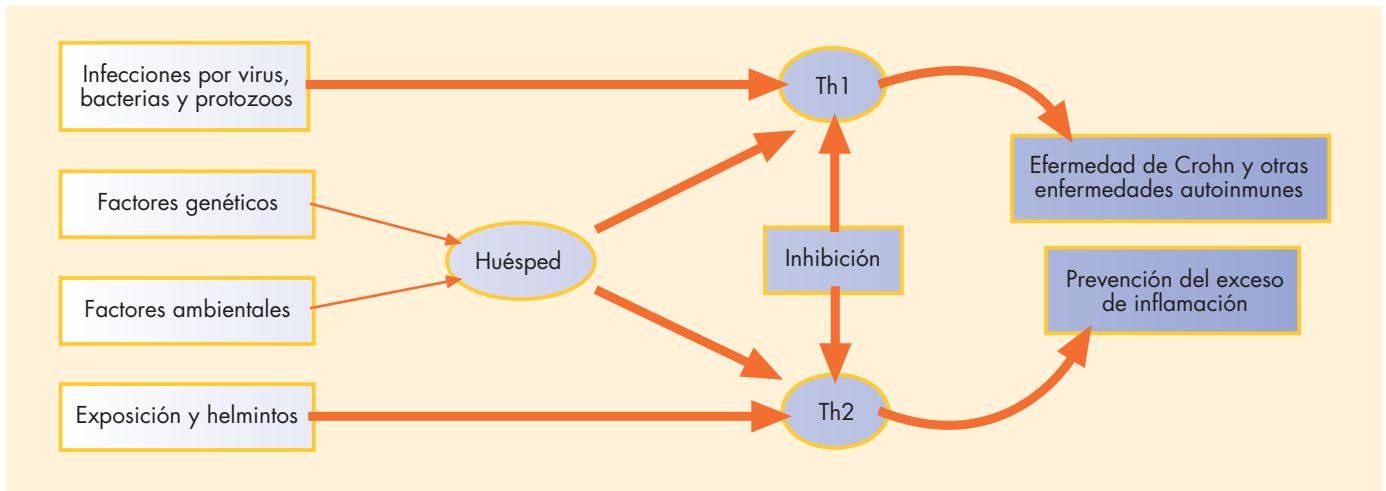 Infecciones por virus,
bacterias y protozoos
Th1
Efermedad de Crohn y otras
enfermedades autoinmunes
Factores genéticos
Huésped
Inhibición
Prevención del exceso
de inflamación
Factores ambientales
Exposición y helmintos
Th2